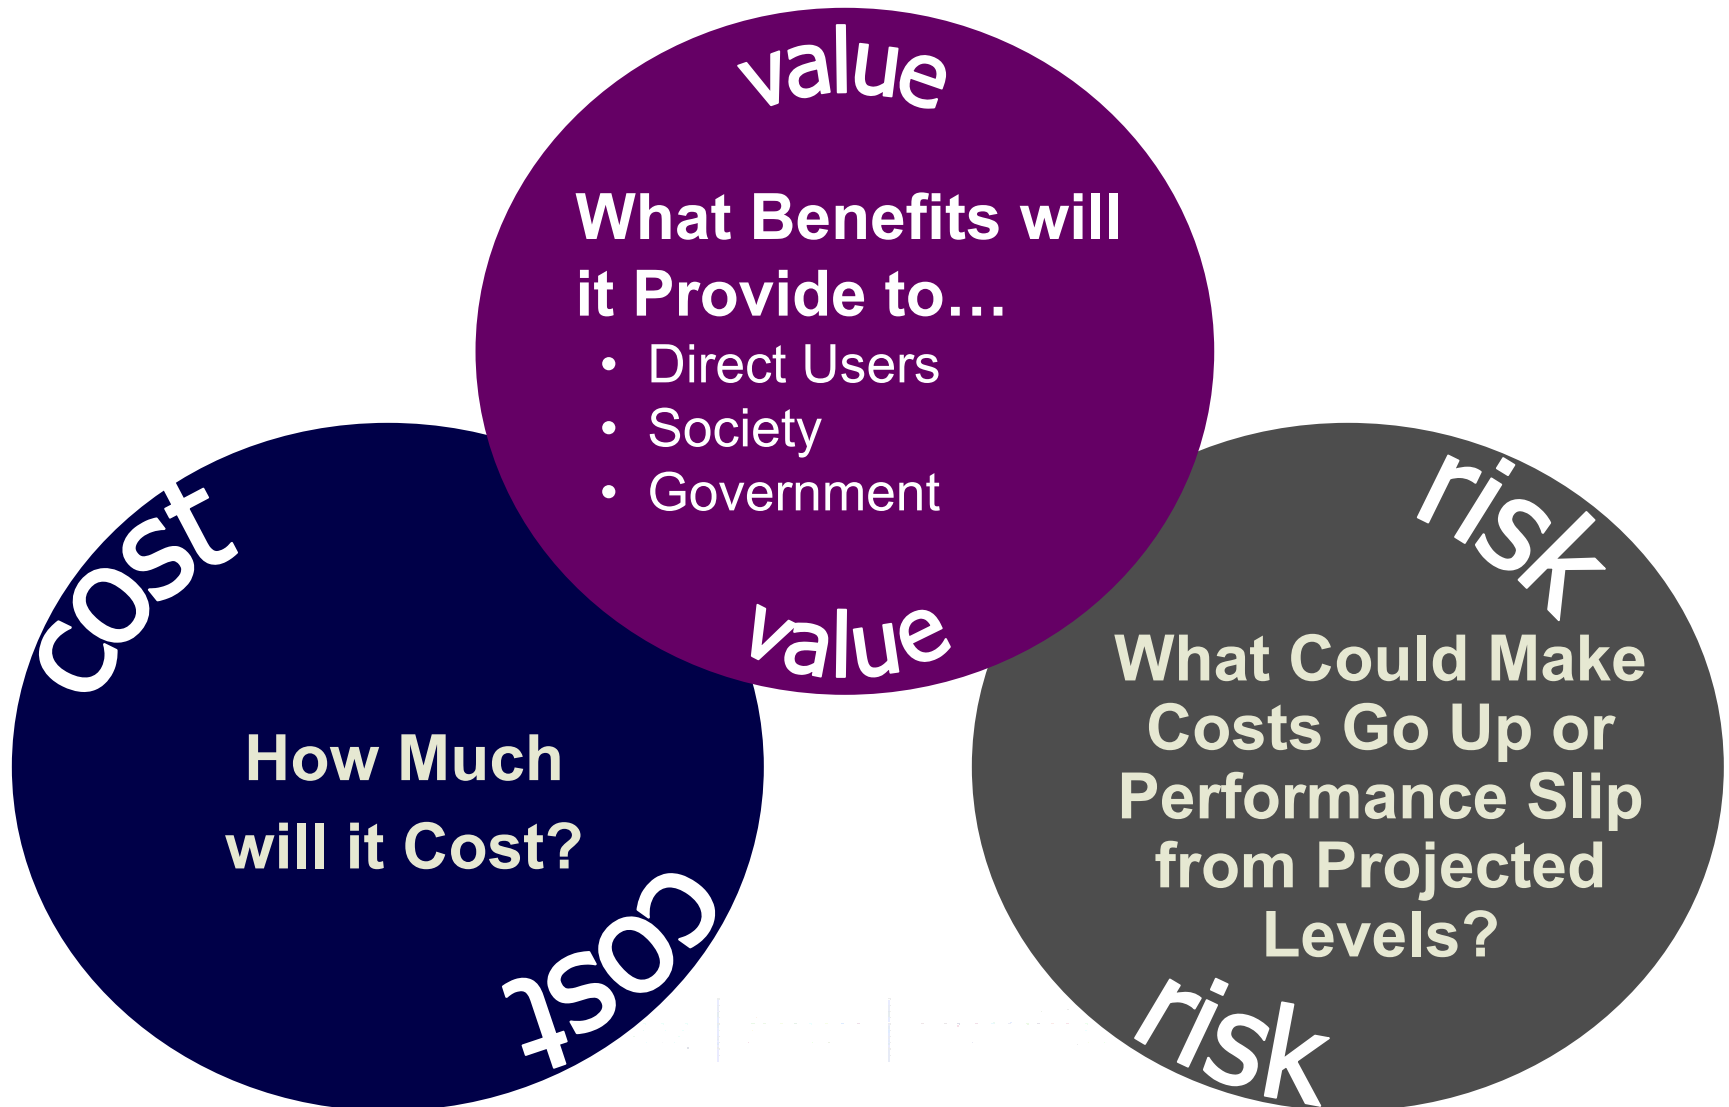 value
What Benefits will
it Provide to…
• Direct Users
• Society
• Government
value
cost
How Much
will it Cost?
cost
risk
What Could Make
Costs Go Up or
Performance Slip
from Projected
Levels?
risk